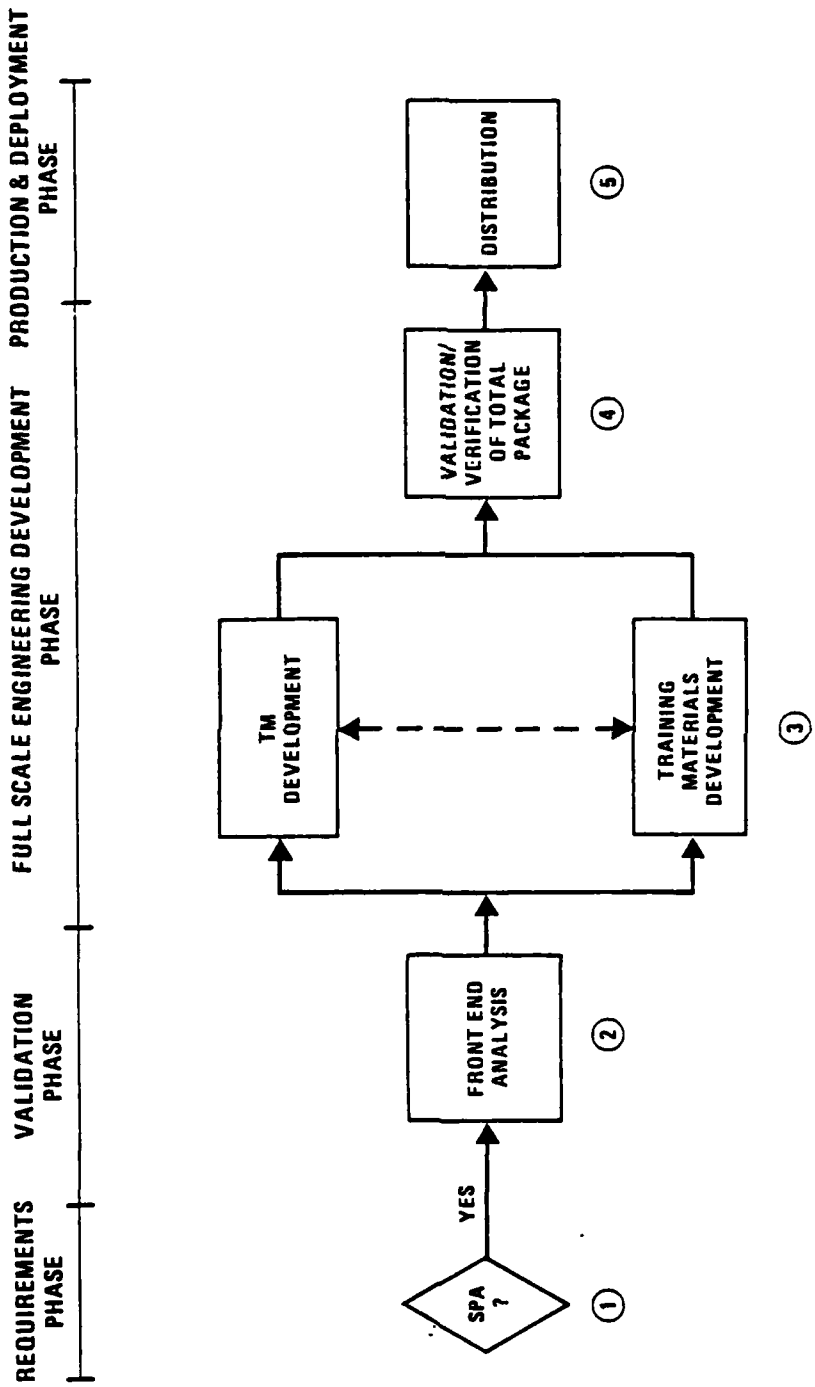 REQUIREMENTS
PHASE
VALIDATION
PHASE
FULL SCALE ENGINEERING DEVELOPMENT
PHASE
PRODUCTION & DEPLOYMENT
PHASE
SPA
?
YES
1
FRONT END
ANALYSIS
2
TM
DEVELOPMENT
TRAINING
MATERIALS
DEVELOPMENT
3
VALIDATION/
VERIFICATION
OF TOTAL
PACKAGE
4
DISTRIBUTION
5